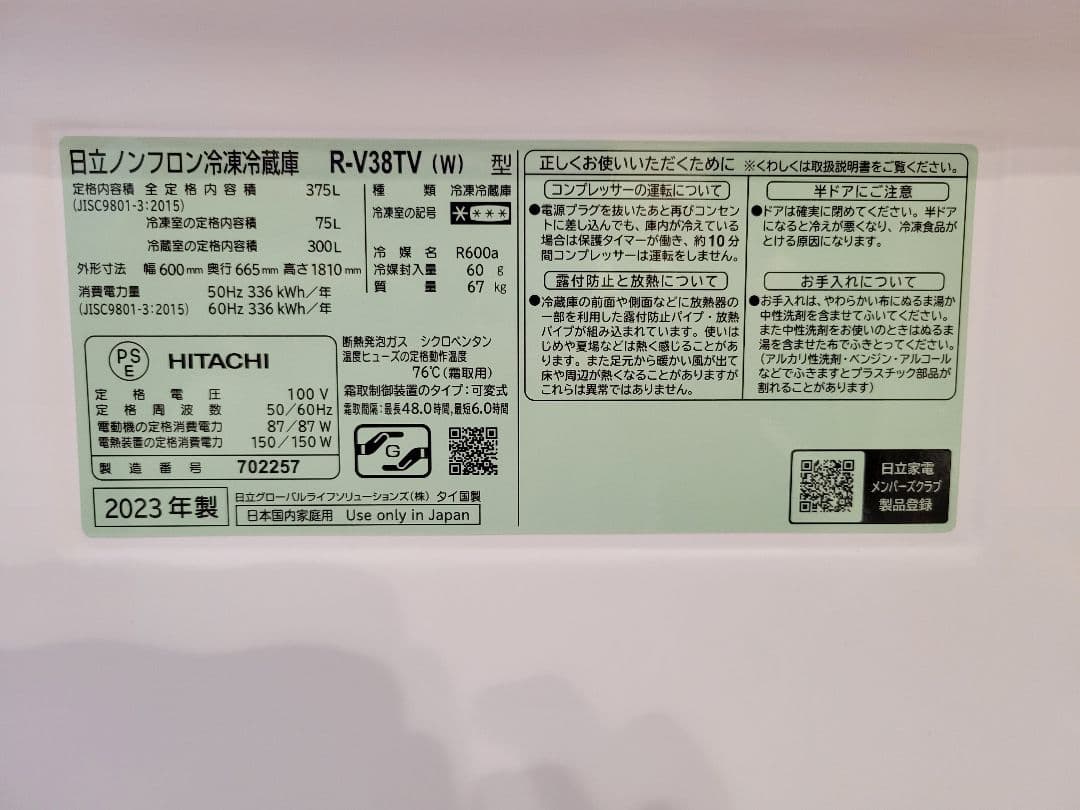 日立ノンフロン冷凍冷蔵庫 R-V38TV (W) 型
定格内容積 全定格内容積 375L
(JISC9801-3:2015)
冷凍室の定格内容積 75L
冷蔵室の定格内容積 300L
外形寸法 幅600mm 奥行665mm 高さ1810mm
消費電力量 50Hz 336kWh/年
(JISC9801-3:2015) 60Hz 336kWh/年
種類 冷凍冷蔵庫
冷凍室の記号 ****
冷媒名 R600a
冷媒封入量 60 g
質量 67 kg
PSE HITACHI
定格電圧 100V
定格周波数 50/60Hz
電動機の定格消費電力 87/87W
電熱装置の定格消費電力 150/150W
製造番号 702257
断熱発泡ガス シクロペンタン
温度ヒューズの定格動作温度
76℃(霜取用)
霜取制御装置のタイプ:可変式
霜取間隔:最長48.0時間,最短6.0時間
G
2023年製
日立グローバルライフソリューションズ(株) タイ国製
日本国内家庭用 Use only in Japan
正しくお使いいただくために ※くわしくは取扱説明書をご覧ください。
コンプレッサーの運転について
●電源プラグを抜いたあと再びコンセン
トに差し込んでも、庫内が冷えている
場合は保護タイマーが働き、約10分
間コンプレッサーは運転をしません。
露付防止と放熱について
●冷蔵庫の前面や側面などに放熱器の
一部を利用した露付防止パイプ・放熱
パイプが組み込まれています。使いは
じめや夏場などは熱く感じることがあ
ります。また足元から暖かい風が出て
床や周辺が熱くなることがありますが
これらは異常ではありません。
半ドアにご注意
●ドアは確実に閉めてください。半ドア
になると冷えが悪くなり、冷凍食品が
とける原因になります。
お手入れについて
●お手入れは、やわらかい布にぬるま湯か
中性洗剤を含ませてふいてください。
また中性洗剤をお使いのときはぬるま
湯を含ませた布でふきとってください。
(アルカリ性洗剤・ベンジン・アルコール
などでふきますとプラスチック部品が
割れることがあります)
日立家電
メンバーズクラブ
製品登録